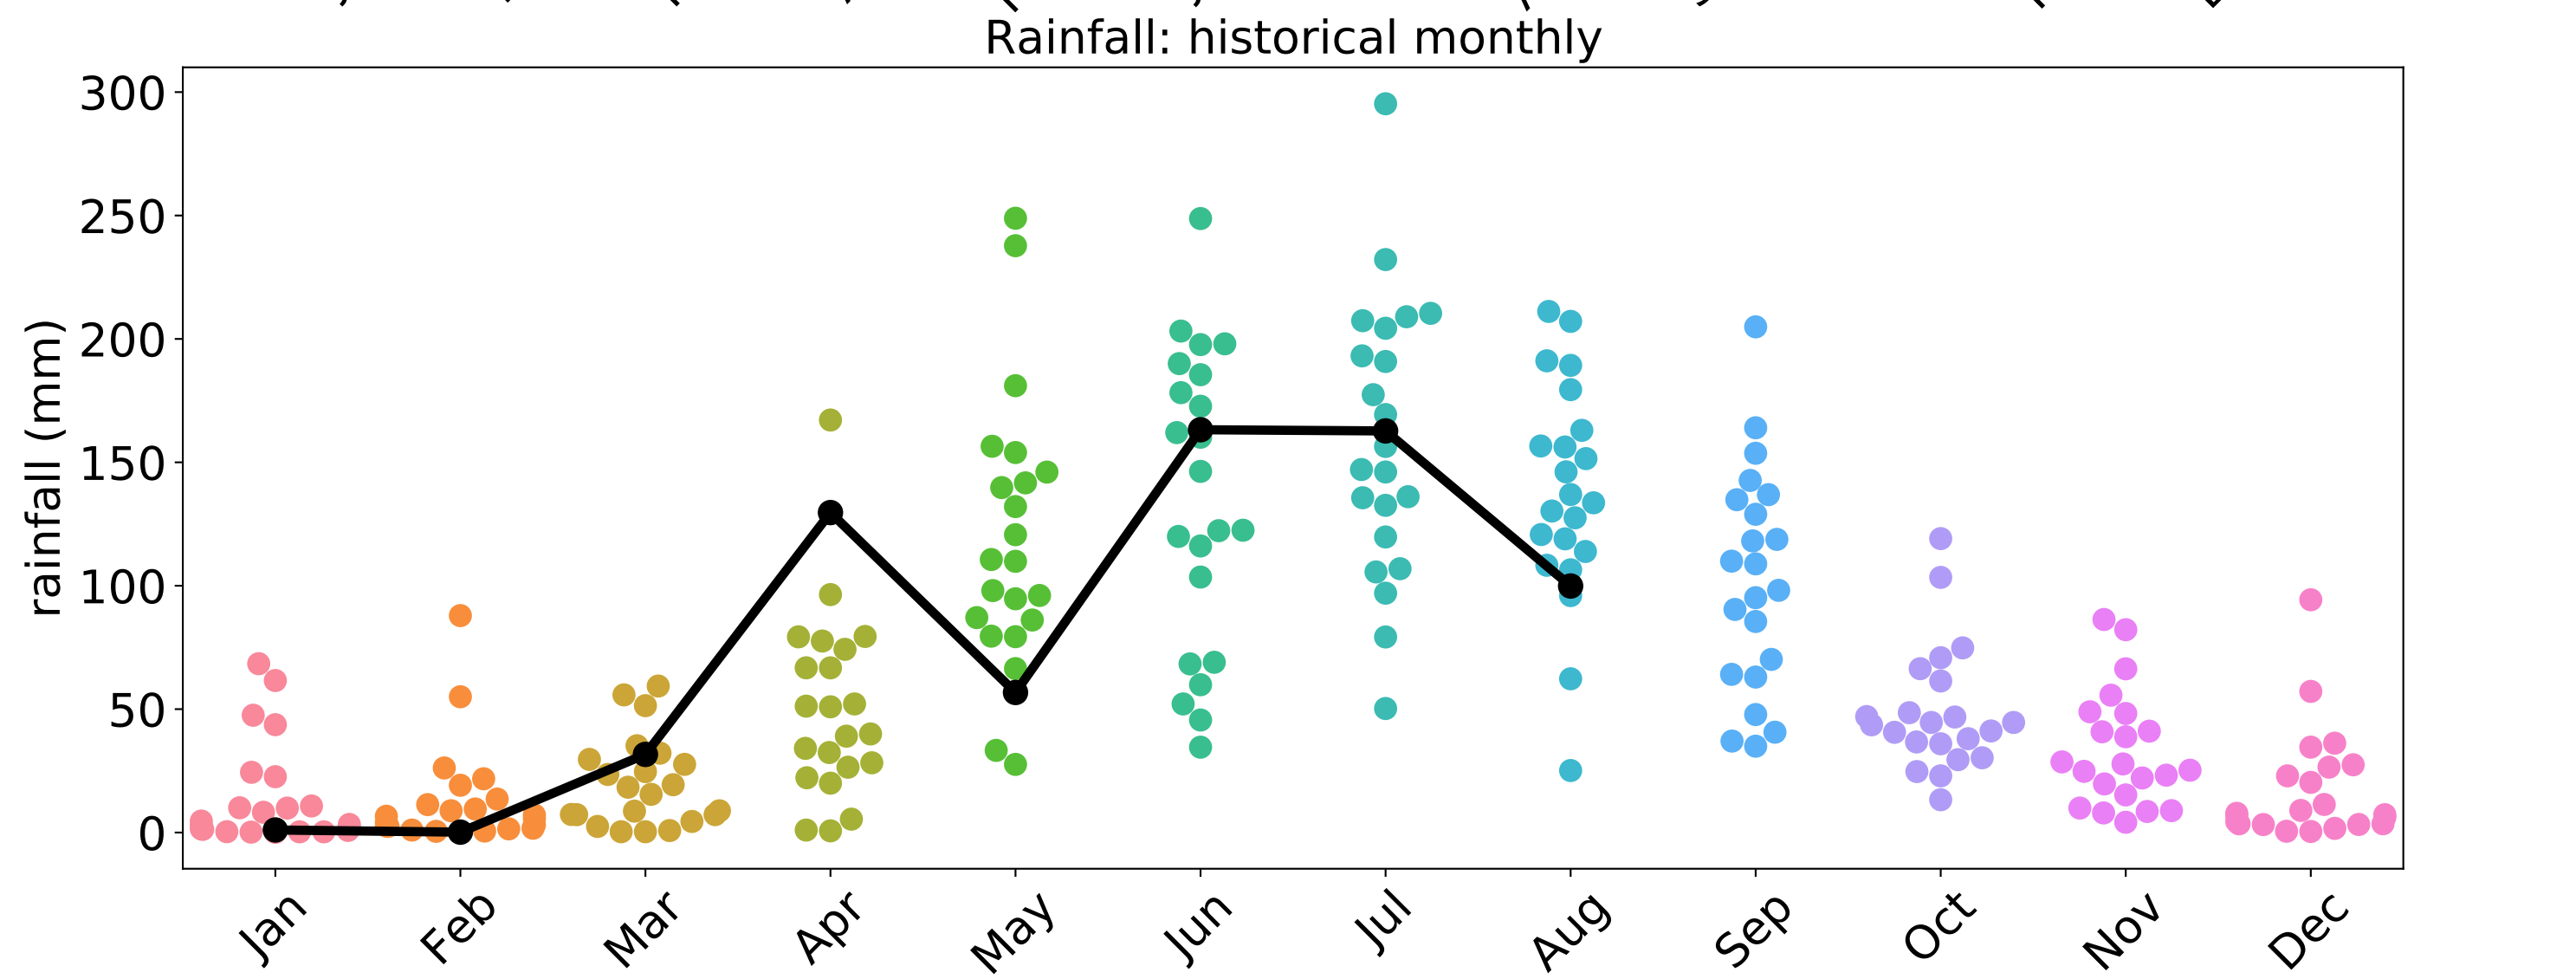 Rainfall: historical monthly
300
250
200
150
100
50
0
rainfall (mm)
Jan
Feb
Mar
Apr
May
Jun
Jul
Aug
Sep
Oct
Nov
Dec